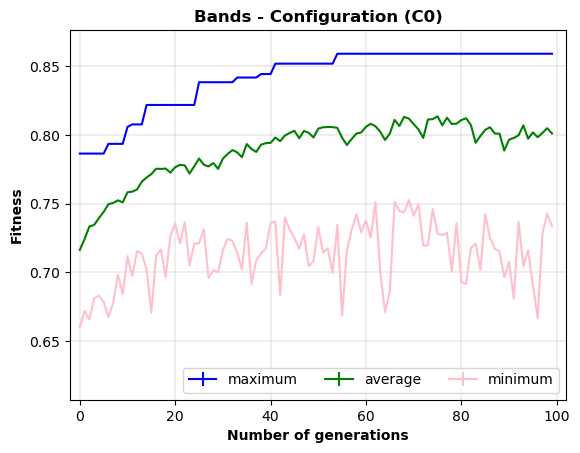 Bands - Configuration (C0)
Fitness
0.85
0.80
0.75
0.70
0.65
maximum average minimum
0 20 40 60 80 100
Number of generations